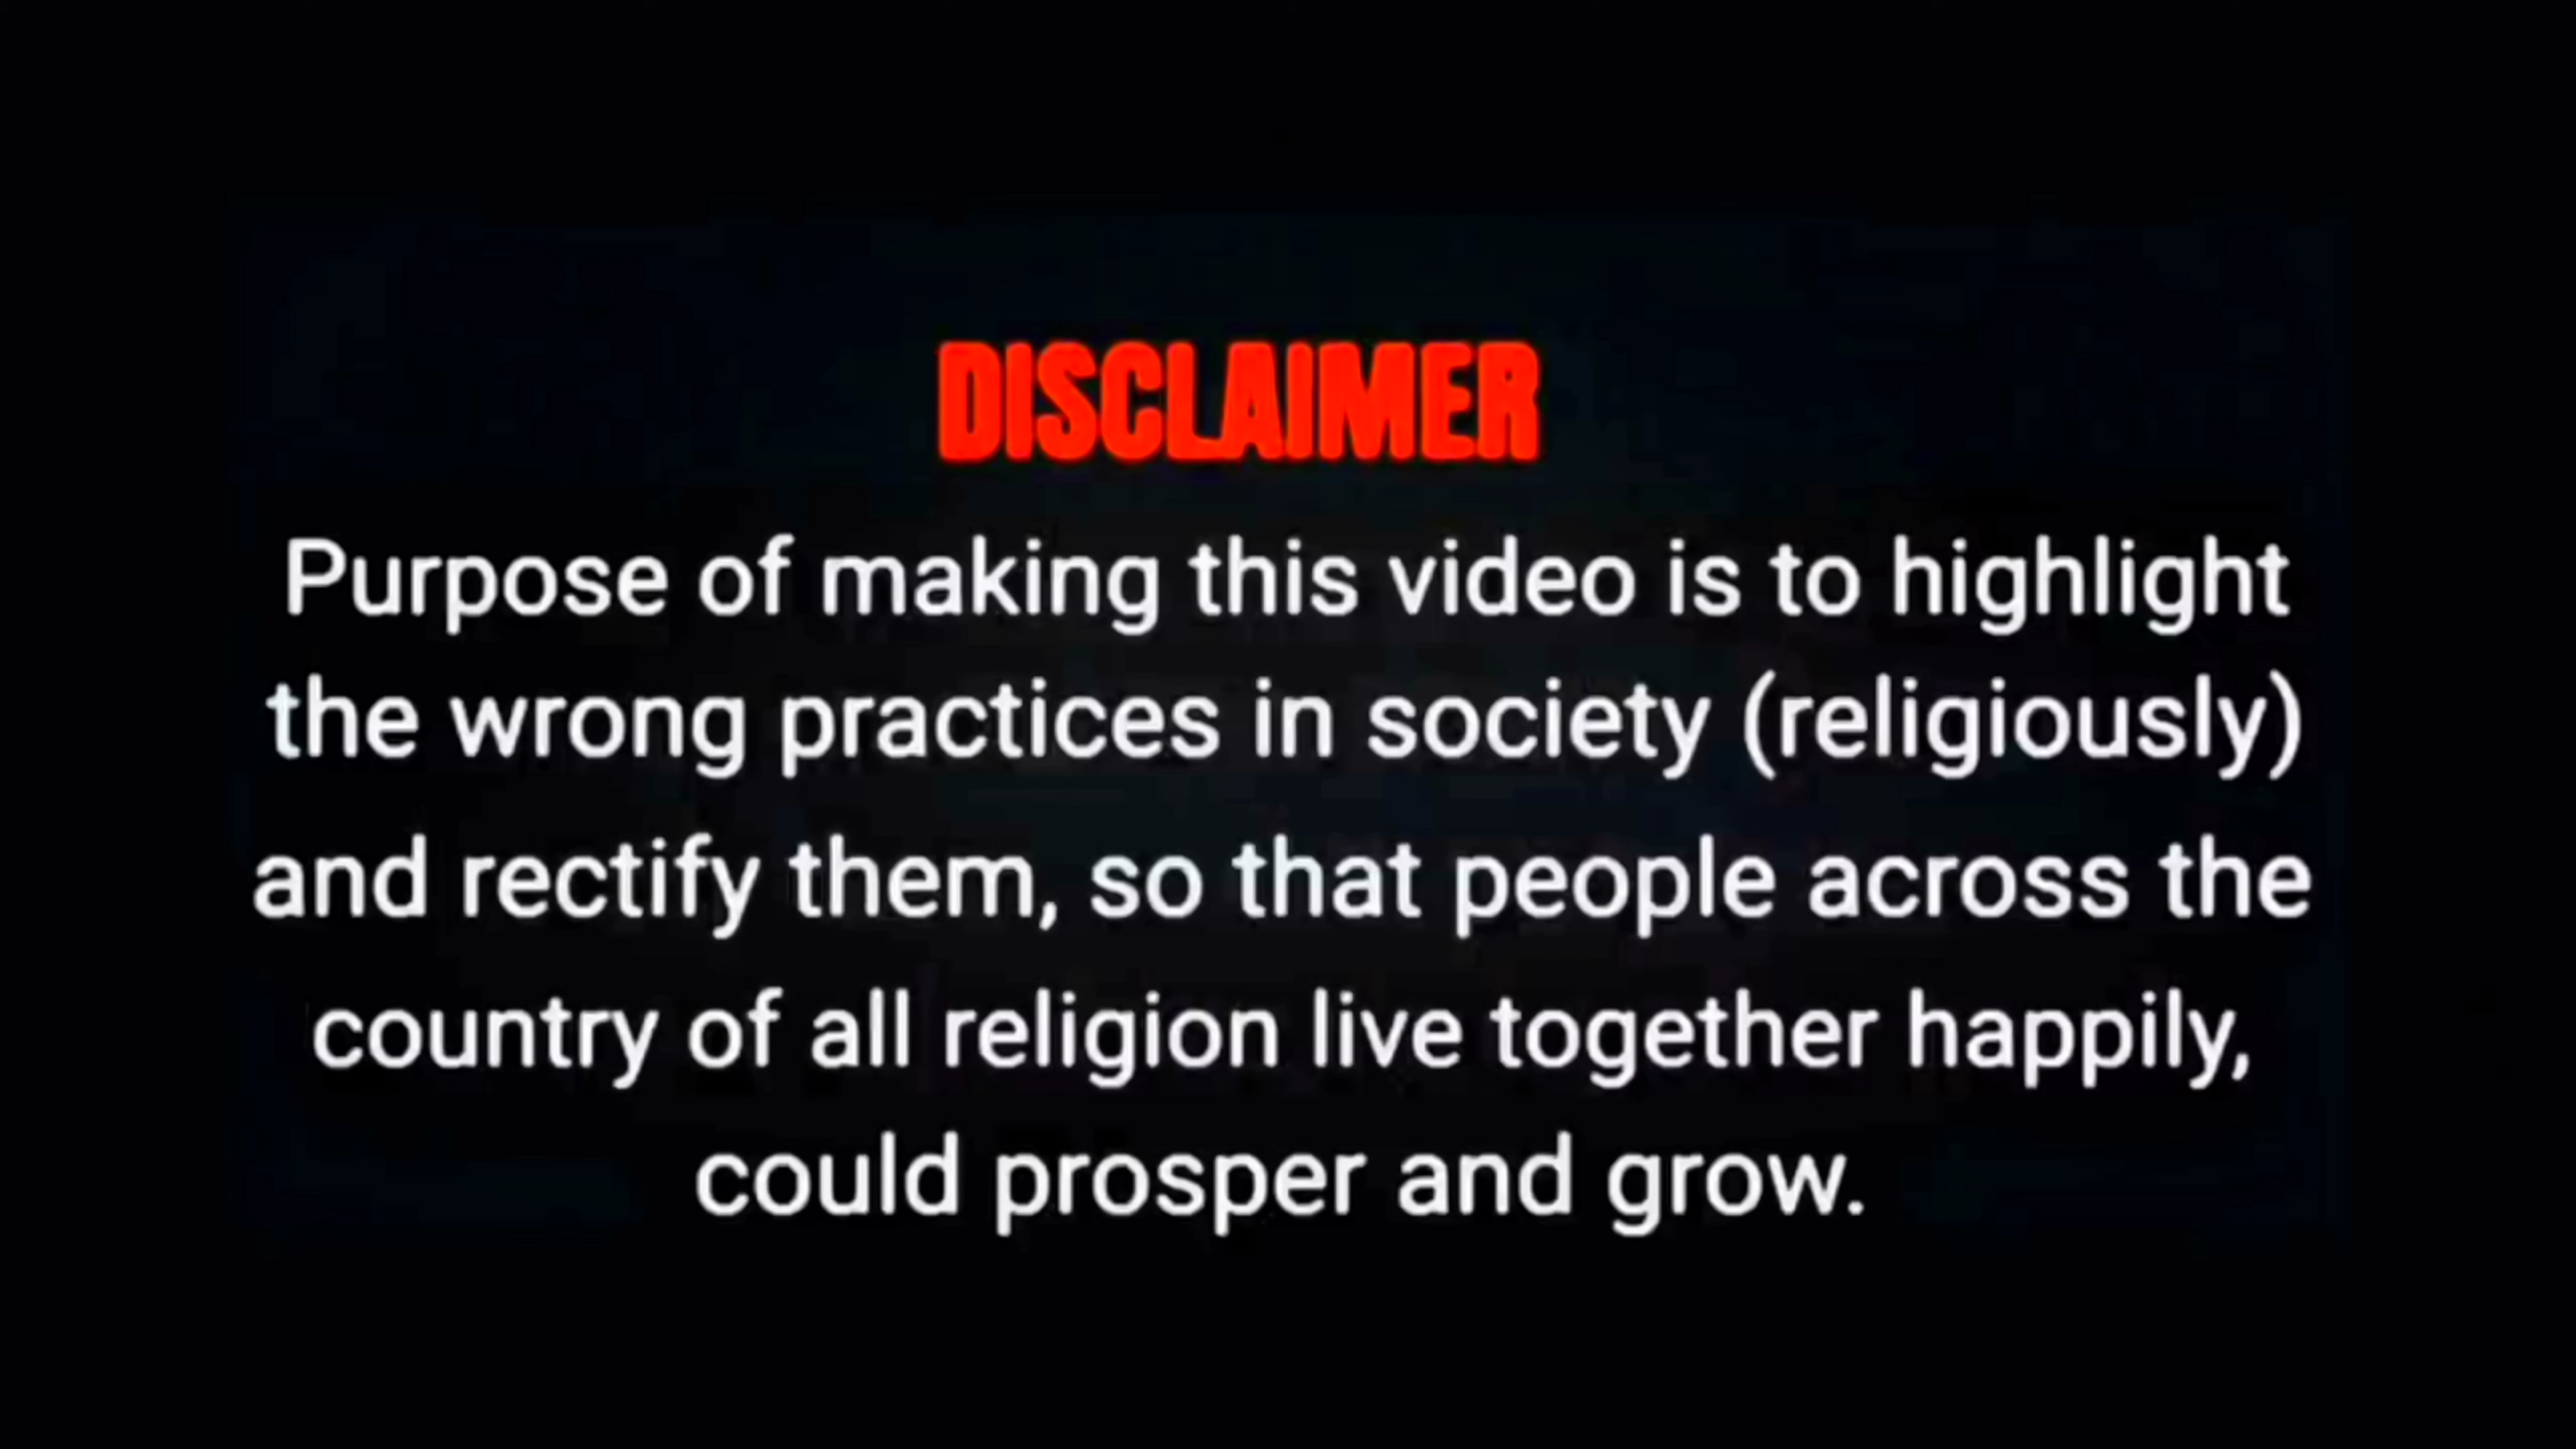 DISCLAIMER
Purpose of making this video is to highlight
the wrong practices in society (religiously)
and rectify them, so that people across the
country of all religion live together happily,
could prosper and grow.